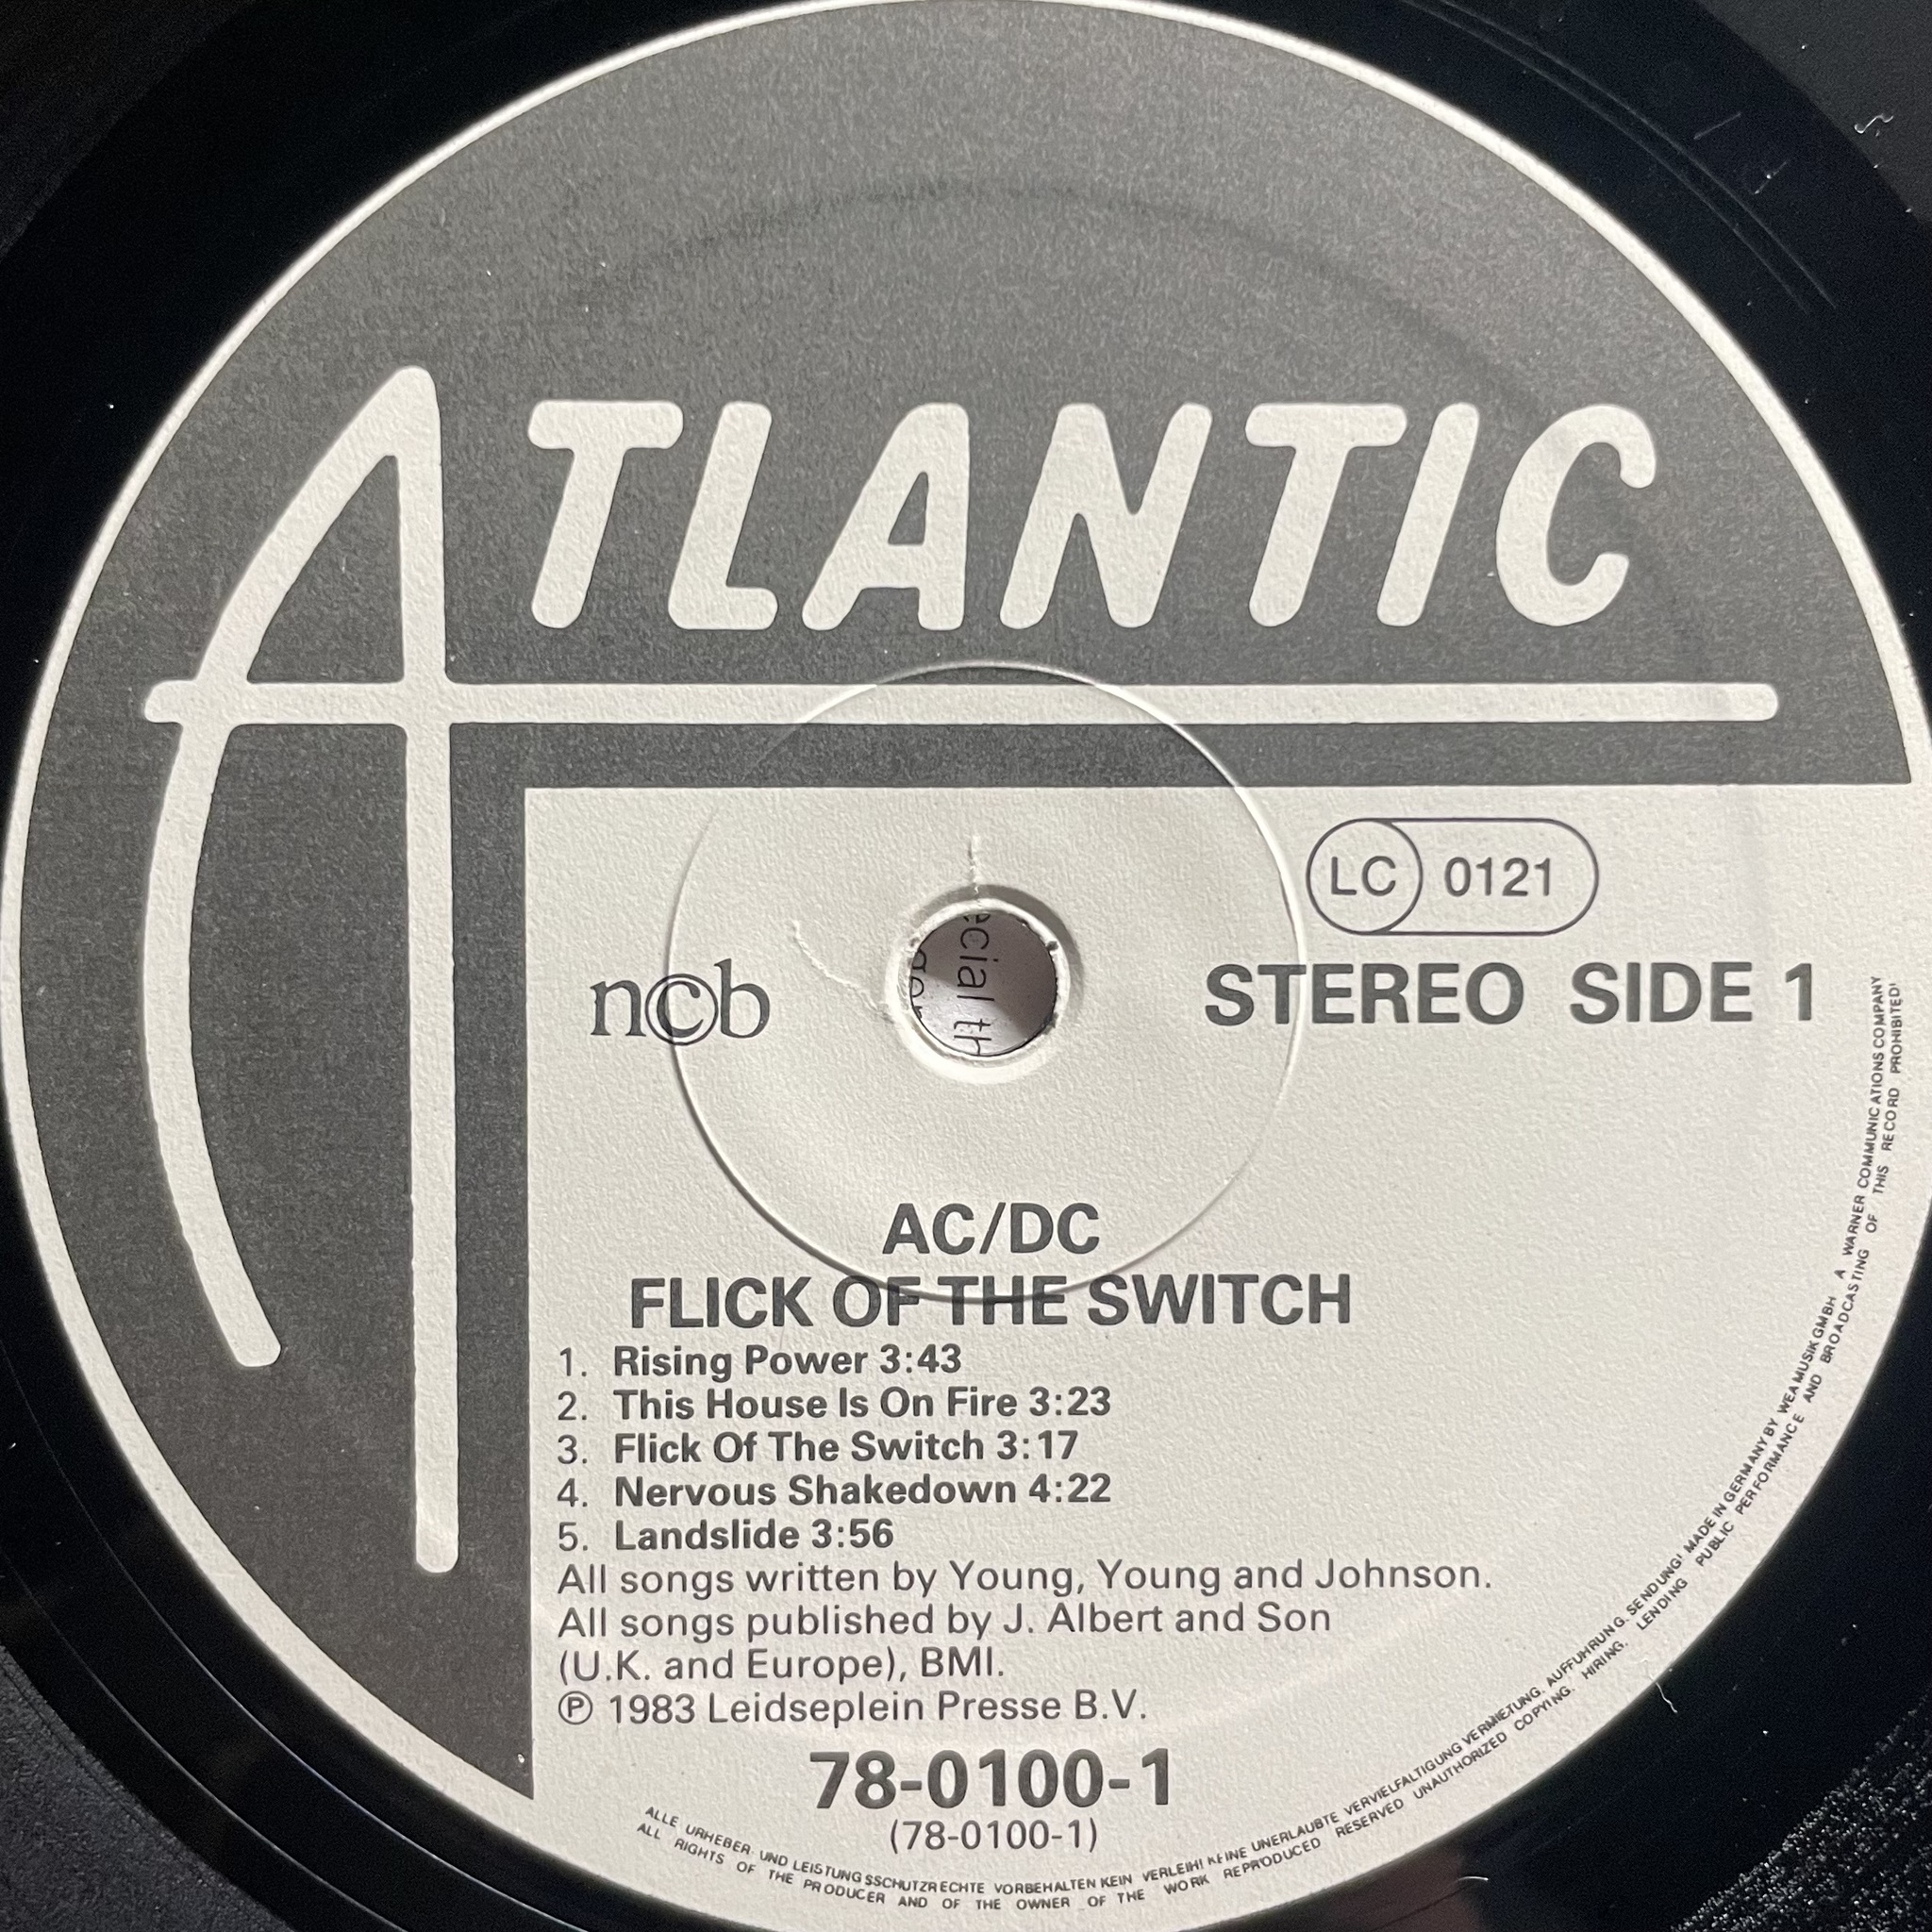 ATLANTIC
LC 0121
ncb
STEREO SIDE 1
ecial th
AC/DC
FLICK OF THE SWITCH
1. Rising Power 3:43
2. This House Is On Fire 3:23
3. Flick Of The Switch 3:17
4. Nervous Shakedown 4:22
5. Landslide 3:56
All songs written by Young, Young and Johnson.
All songs published by J. Albert and Son
(U.K. and Europe), BMI.
℗ 1983 Leidseplein Presse B.V.
78-0100-1
(78-0100-1)
ALLE URHEBER- UND LEISTUNGSSCHUTZRECHTE VORBEHALTEN KEIN VERLEIH! KEINE UNERLAUBTE VERVIELFALTIGUNG VERMIETUNG. AUFFUHRUNG. SENDUNG! MADE IN GERMANY BY WEA MUSIK GMBH A WARNER COMMUNICATIONS COMPANY
ALL RIGHTS OF THE PRODUCER AND OF THE OWNER OF THE WORK REPRODUCED RESERVED UNAUTHORIZED COPYING. HIRING. LENDING PUBLIC PERFORMANCE AND BROADCASTING OF THIS RECORD PROHIBITED!